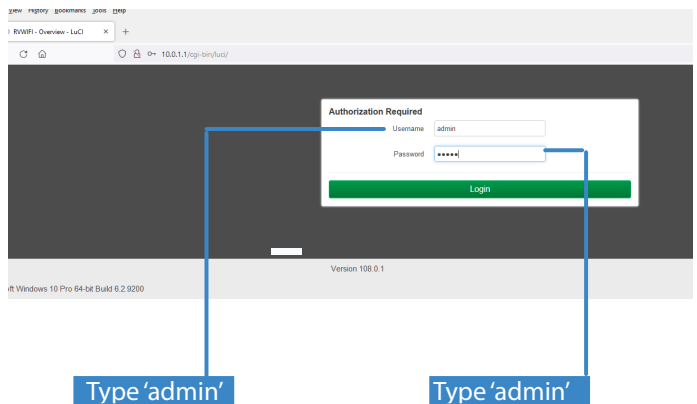 View History Bookmarks Tools Help
RVWIFI - Overview - LuCI × +
10.0.1.1/cgi-bin/luci/
Authorization Required
Username admin
Password •••••
Login
Version 108.0.1
oft Windows 10 Pro 64-bit Build 6.2.9200
Type ‘admin’
Type ‘admin’